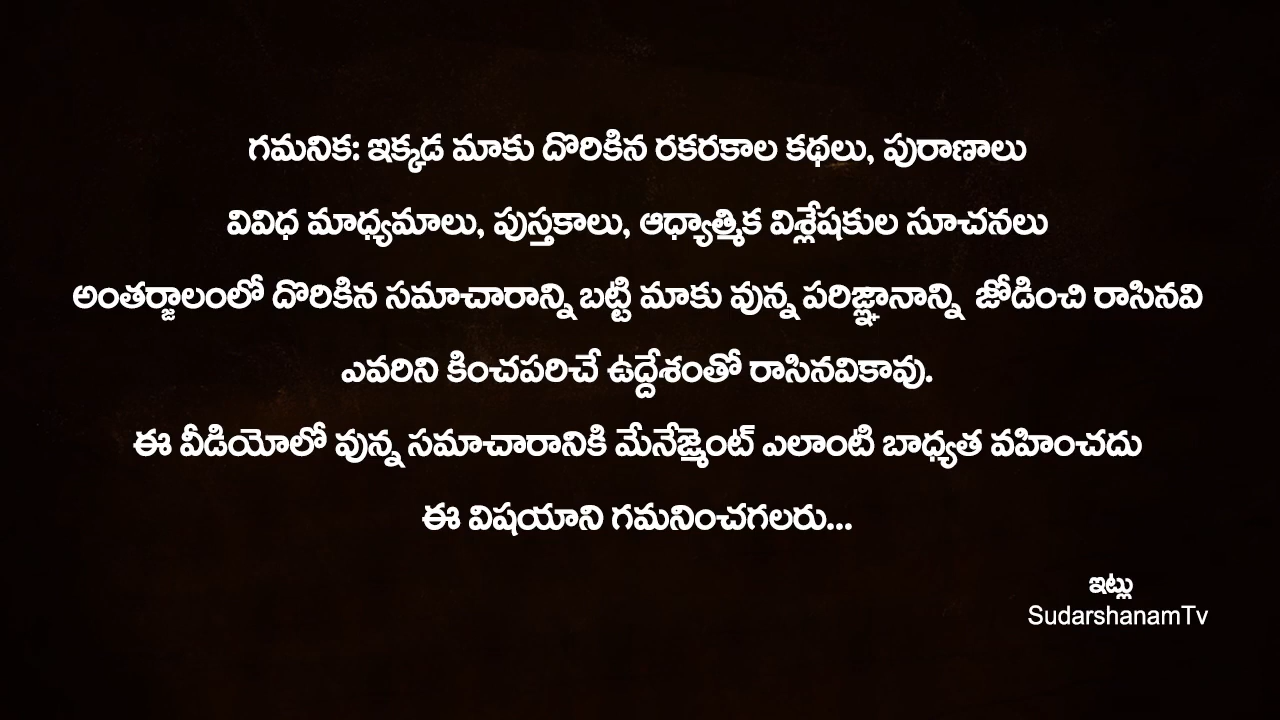 గమనిక: ఇక్కడ మాకు దొరికిన రకరకాల కథలు, పురాణాలు
వివిధ మాధ్యమాలు, పుస్తకాలు, ఆధ్యాత్మిక విశ్లేషకుల సూచనలు
అంతర్జాలంలో దొరికిన సమాచారాన్ని బట్టి మాకు వున్న పరిజ్ఞానాన్ని జోడించి రాసినవి
ఎవరిని కించపరిచే ఉద్దేశంతో రాసినవికావు.
ఈ వీడియోలో వున్న సమాచారానికి మేనేజ్మెంట్ ఎలాంటి బాధ్యత వహించదు
ఈ విషయాని గమనించగలరు...
ఇట్లు
SudarshanamTv